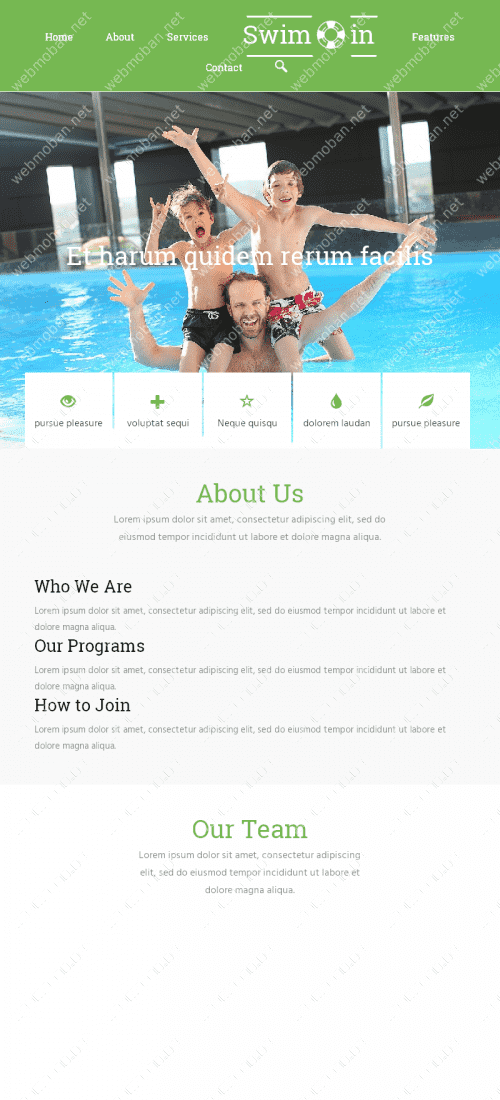 Home About Services Swim in Features
Contact
Et harum quidem rerum facilis
pursue pleasure voluptat sequi Neque quisqu dolorem laudan pursue pleasure
About Us
Lorem ipsum dolor sit amet, consectetur adipiscing elit, sed do
eiusmod tempor incididunt ut labore et dolore magna aliqua.
Who We Are
Lorem ipsum dolor sit amet, consectetur adipiscing elit, sed do eiusmod tempor incididunt ut labore et
dolore magna aliqua.
Our Programs
Lorem ipsum dolor sit amet, consectetur adipiscing elit, sed do eiusmod tempor incididunt ut labore et
dolore magna aliqua.
How to Join
Lorem ipsum dolor sit amet, consectetur adipiscing elit, sed do eiusmod tempor incididunt ut labore et
dolore magna aliqua.
Our Team
Lorem ipsum dolor sit amet, consectetur adipiscing
elit, sed do eiusmod tempor incididunt ut labore et
dolore magna aliqua.
webmoban.net